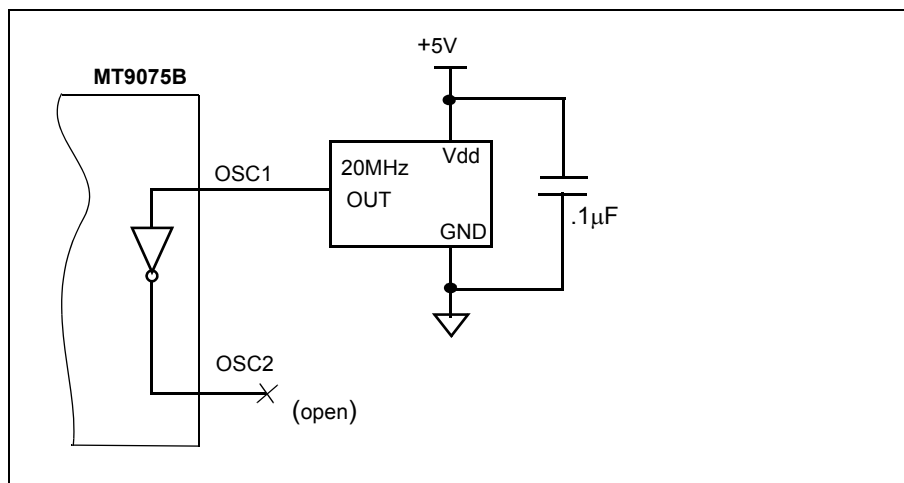 +5V
MT9075B
OSC1
20MHz
OUT
Vdd
GND
.1µF
OSC2
(open)